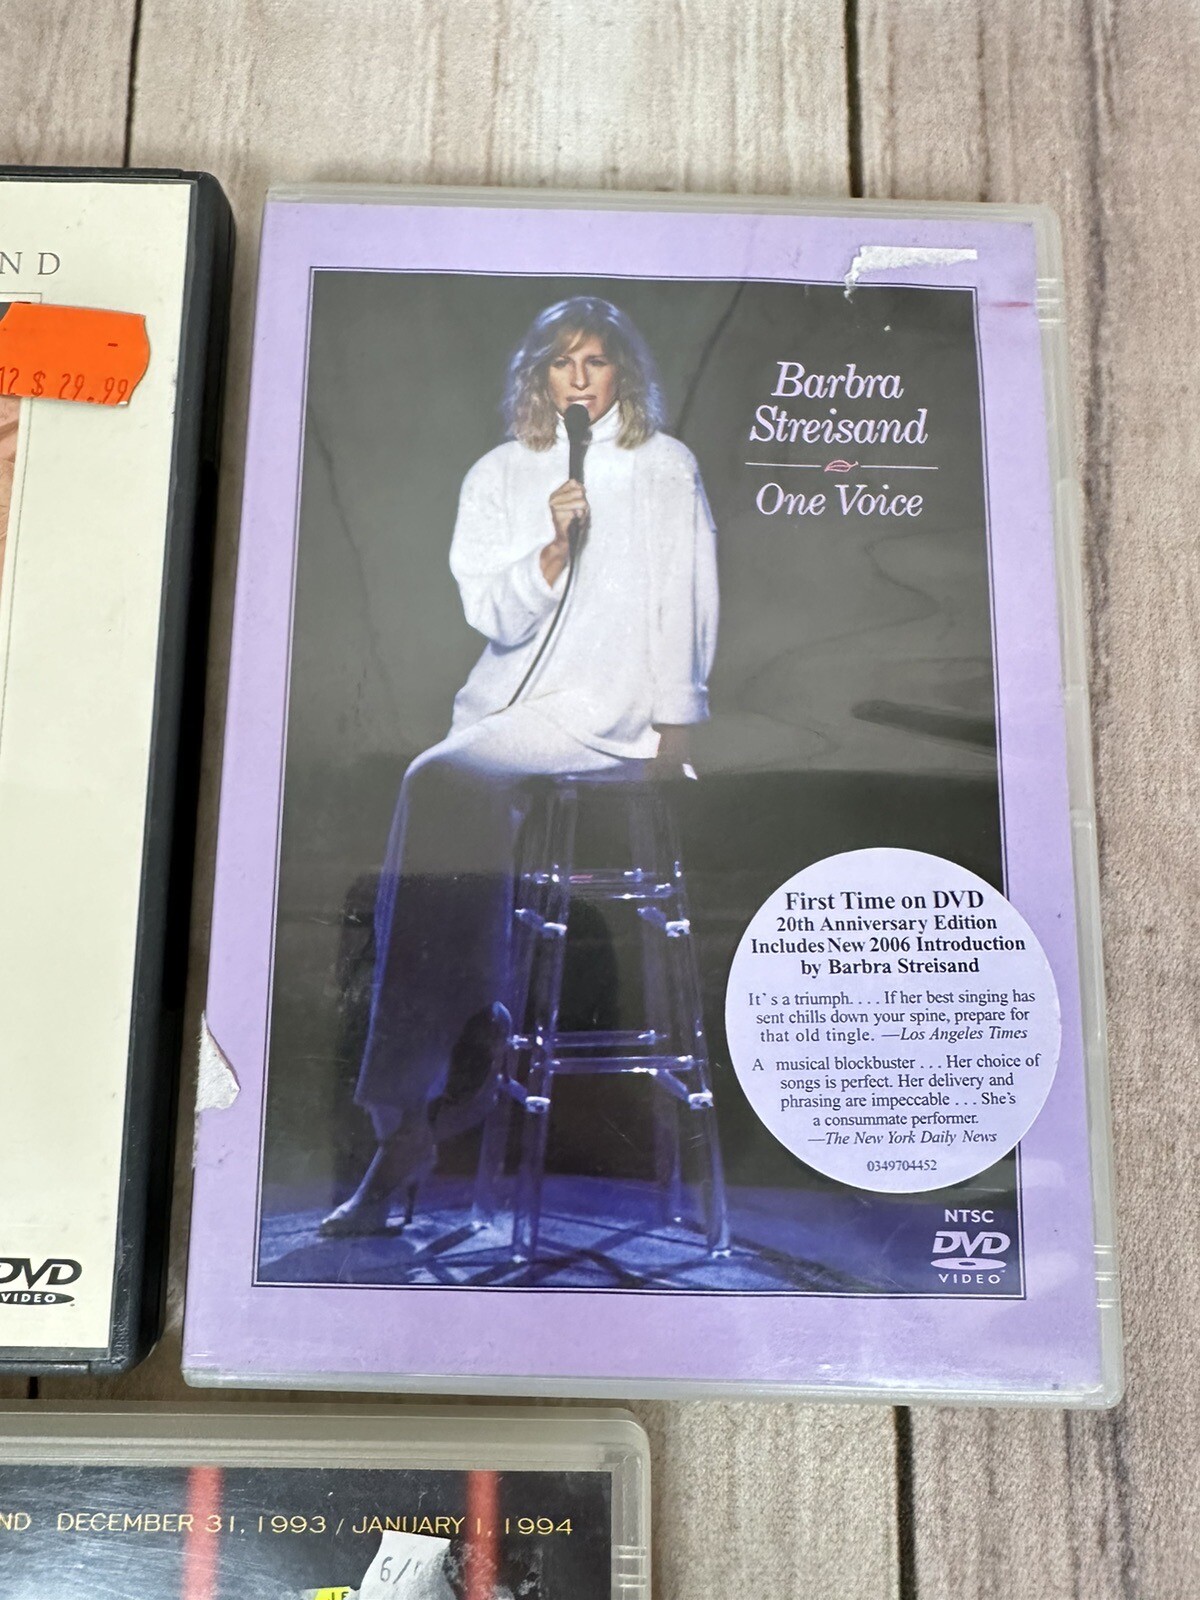 ND
12 $ 29.99
DVD
VIDEO
Barbra
Streisand
One Voice
First Time on DVD
20th Anniversary Edition
Includes New 2006 Introduction
by Barbra Streisand
It's a triumph. . . . If her best singing has
sent chills down your spine, prepare for
that old tingle. —Los Angeles Times
A musical blockbuster . . . Her choice of
songs is perfect. Her delivery and
phrasing are impeccable . . . She's
a consummate performer.
—The New York Daily News
0349704452
NTSC
DVD
VIDEO
ND DECEMBER 31, 1993 / JANUARY 1, 1994
6/